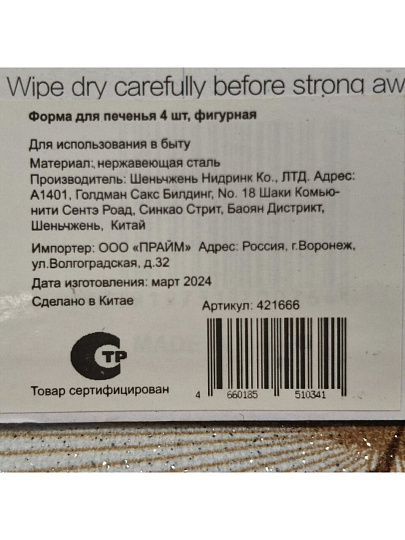 Wipe dry carefully before strong aw
Форма для печенья 4 шт, фигурная
Для использования в быту
Материал: нержавеющая сталь
Производитель: Шеньчжень Нидринк Ко., ЛТД. Адрес:
А1401, Голдман Сакс Билдинг, No. 18 Шаки Комью-
нити Сентэ Роад, Синкао Стрит, Баоян Дистрикт,
Шеньчжень, Китай
Импортер: ООО «ПРАЙМ» Адрес: Россия, г.Воронеж,
ул.Волгоградская, д.32
Дата изготовления: март 2024
Сделано в Китае
Артикул: 421666
СТР
Товар сертифицирован
4 660185 510341